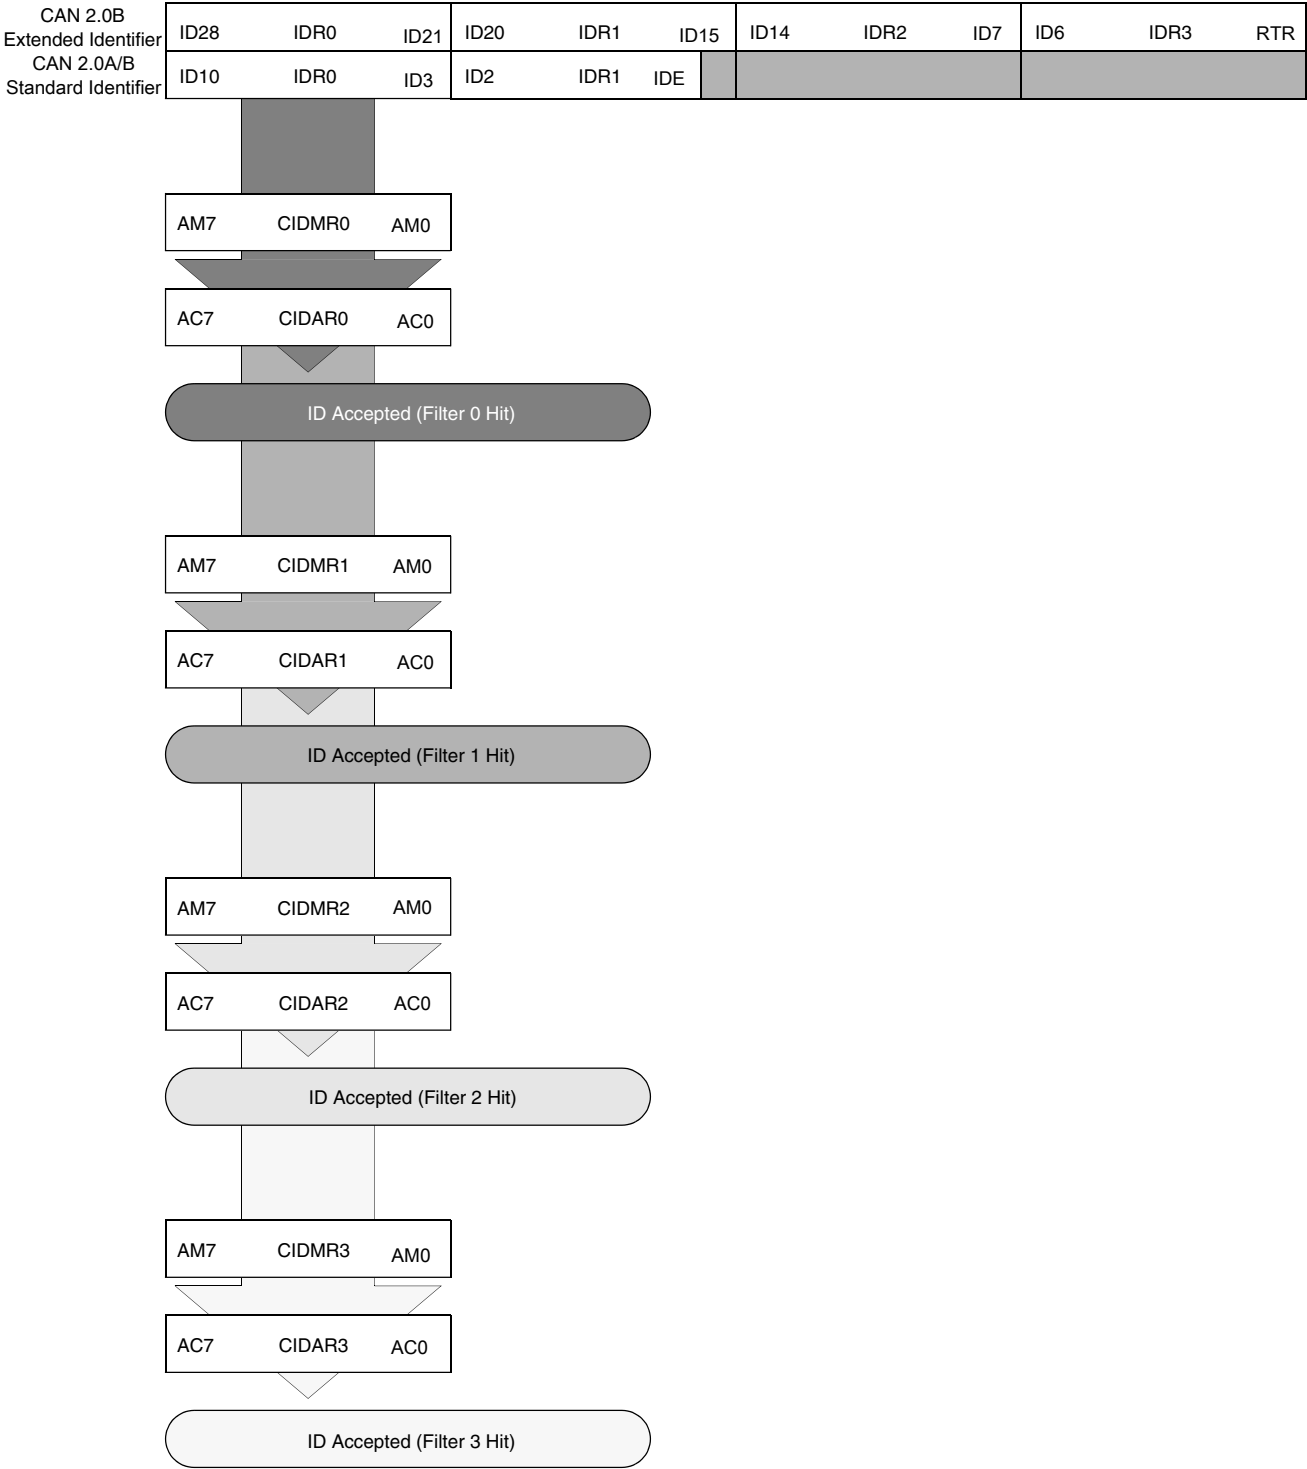 CAN 2.0B
Extended Identifier
ID28 IDR0 ID21 ID20 IDR1 ID15 ID14 IDR2 ID7 ID6 IDR3 RTR
CAN 2.0A/B
Standard Identifier
ID10 IDR0 ID3 ID2 IDR1 IDE
AM7 CIDMR0 AM0
AC7 CIDAR0 AC0
ID Accepted (Filter 0 Hit)
AM7 CIDMR1 AM0
AC7 CIDAR1 AC0
ID Accepted (Filter 1 Hit)
AM7 CIDMR2 AM0
AC7 CIDAR2 AC0
ID Accepted (Filter 2 Hit)
AM7 CIDMR3 AM0
AC7 CIDAR3 AC0
ID Accepted (Filter 3 Hit)